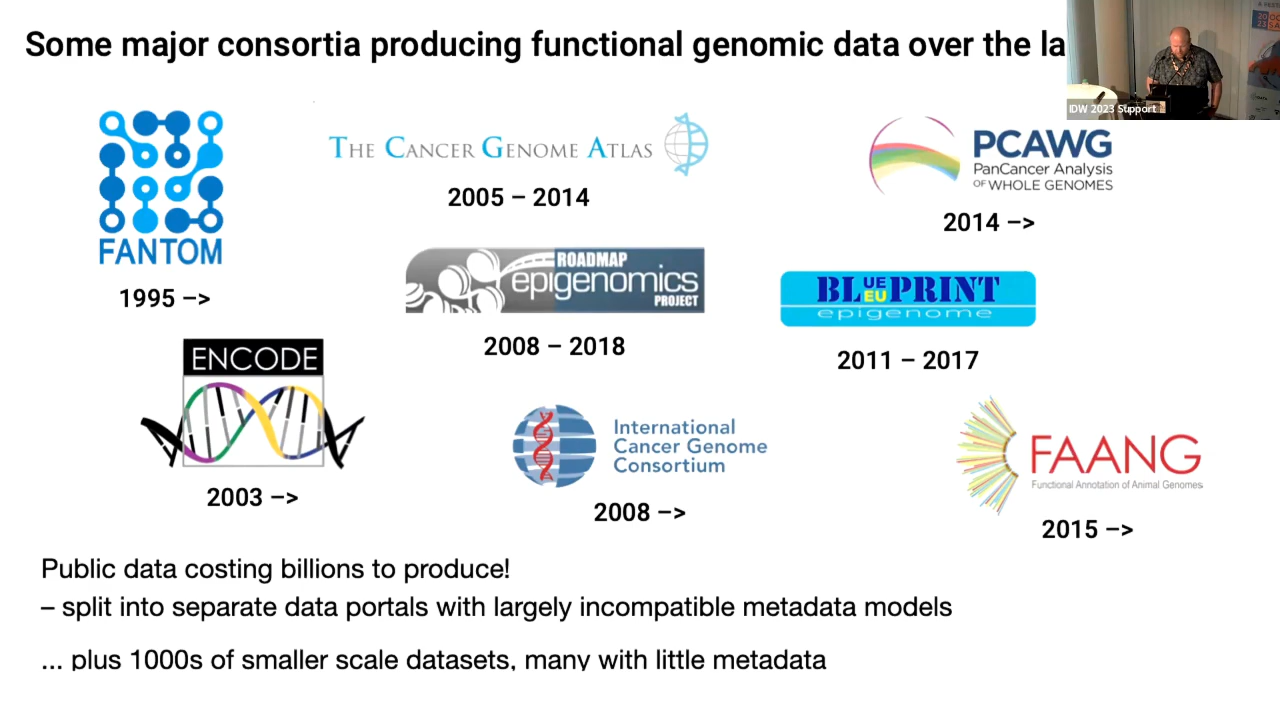 Some major consortia producing functional genomic data over the la
IDW 2023 Support
FANTOM
1995 –>
THE CANCER GENOME ATLAS
2005 – 2014
PCAWG
PanCancer Analysis
OF WHOLE GENOMES
2014 –>
ROADMAP
epigenomics
PROJECT
2008 – 2018
BLUEPRINT
EU
epigenome
2011 – 2017
ENCODE
2003 –>
International
Cancer Genome
Consortium
2008 –>
FAANG
Functional Annotation of Animal Genomes
2015 –>
Public data costing billions to produce!
– split into separate data portals with largely incompatible metadata models
... plus 1000s of smaller scale datasets, many with little metadata